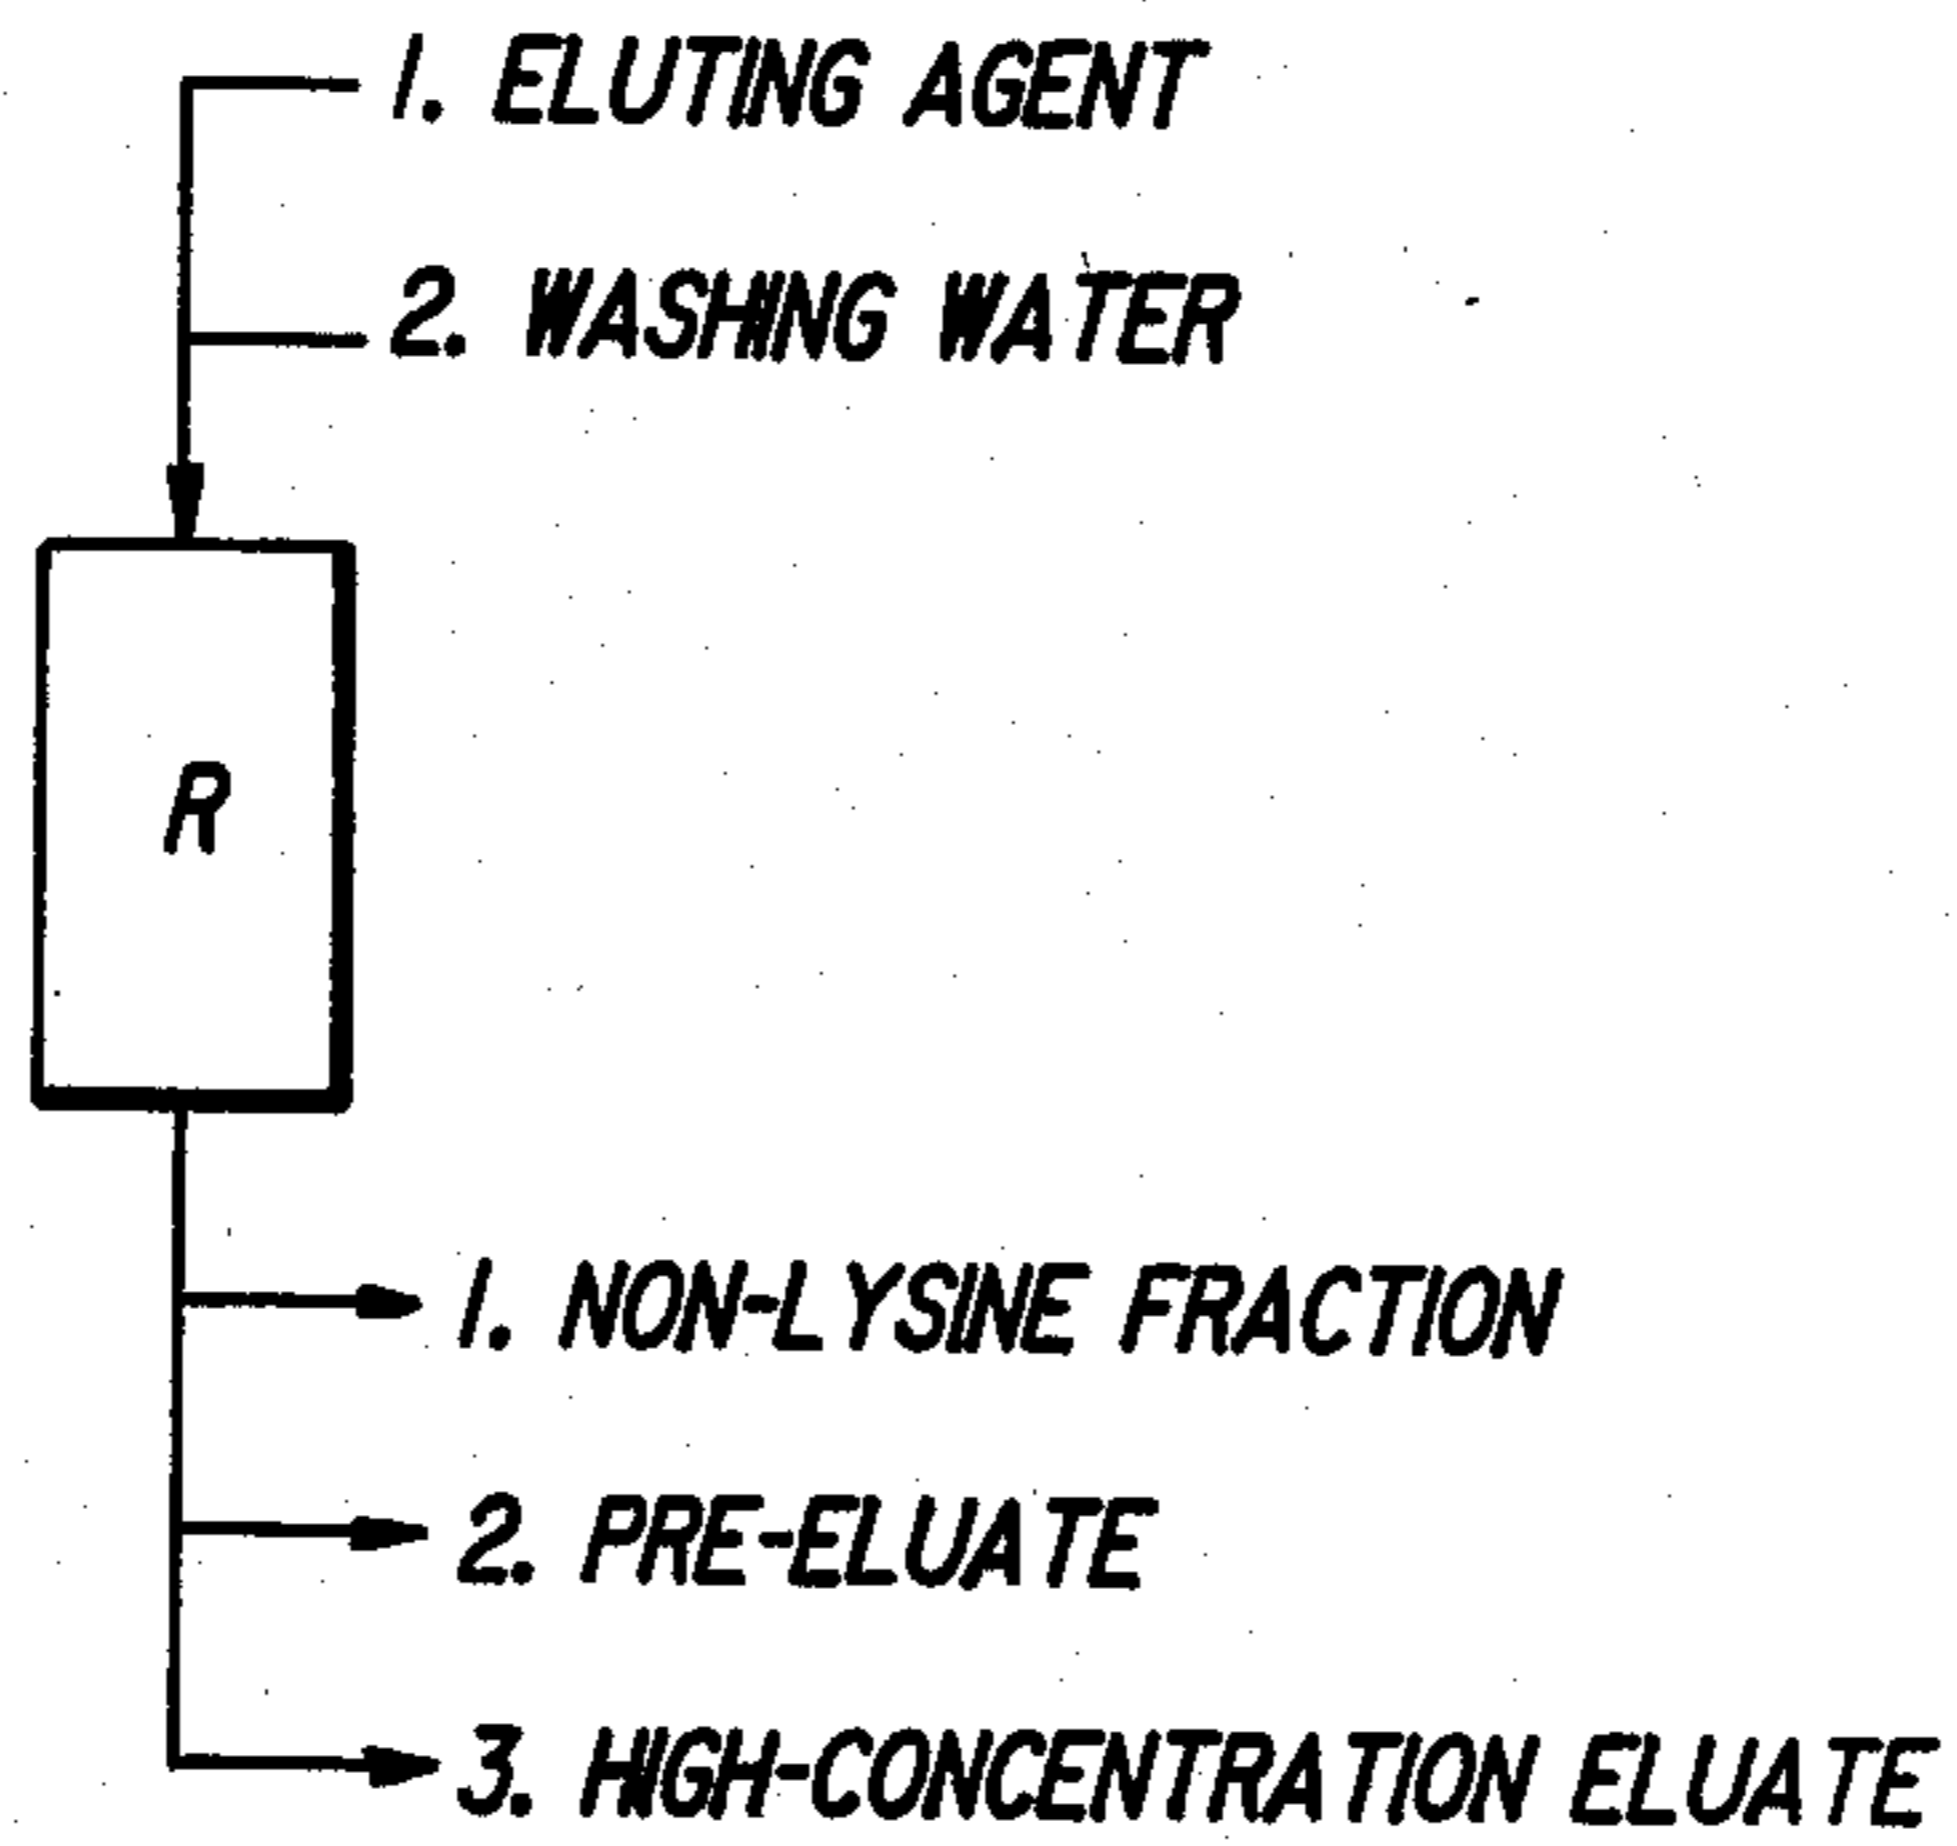 1. ELUTING AGENT
2. WASHING WATER
R
1. NON-LYSINE FRACTION
2. PRE-ELUATE
3. HIGH-CONCENTRATION ELUATE